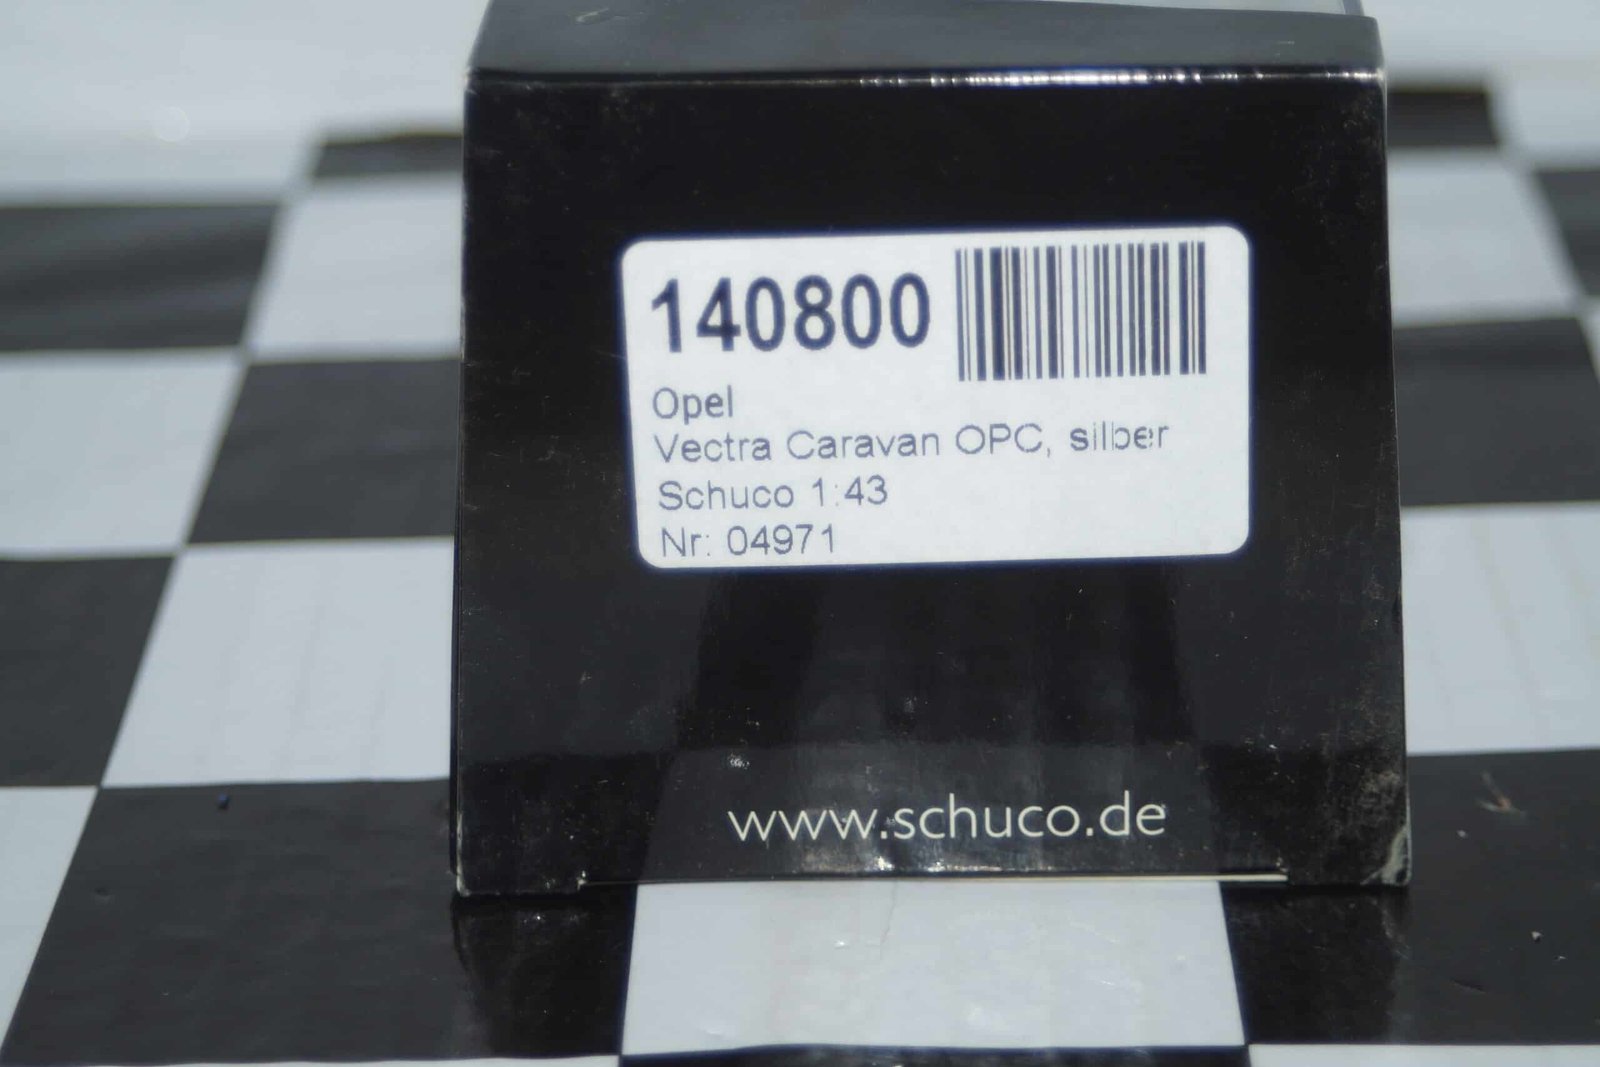 140800
Opel
Vectra Caravan OPC, silber
Schuco 1:43
Nr: 04971
www.schuco.de